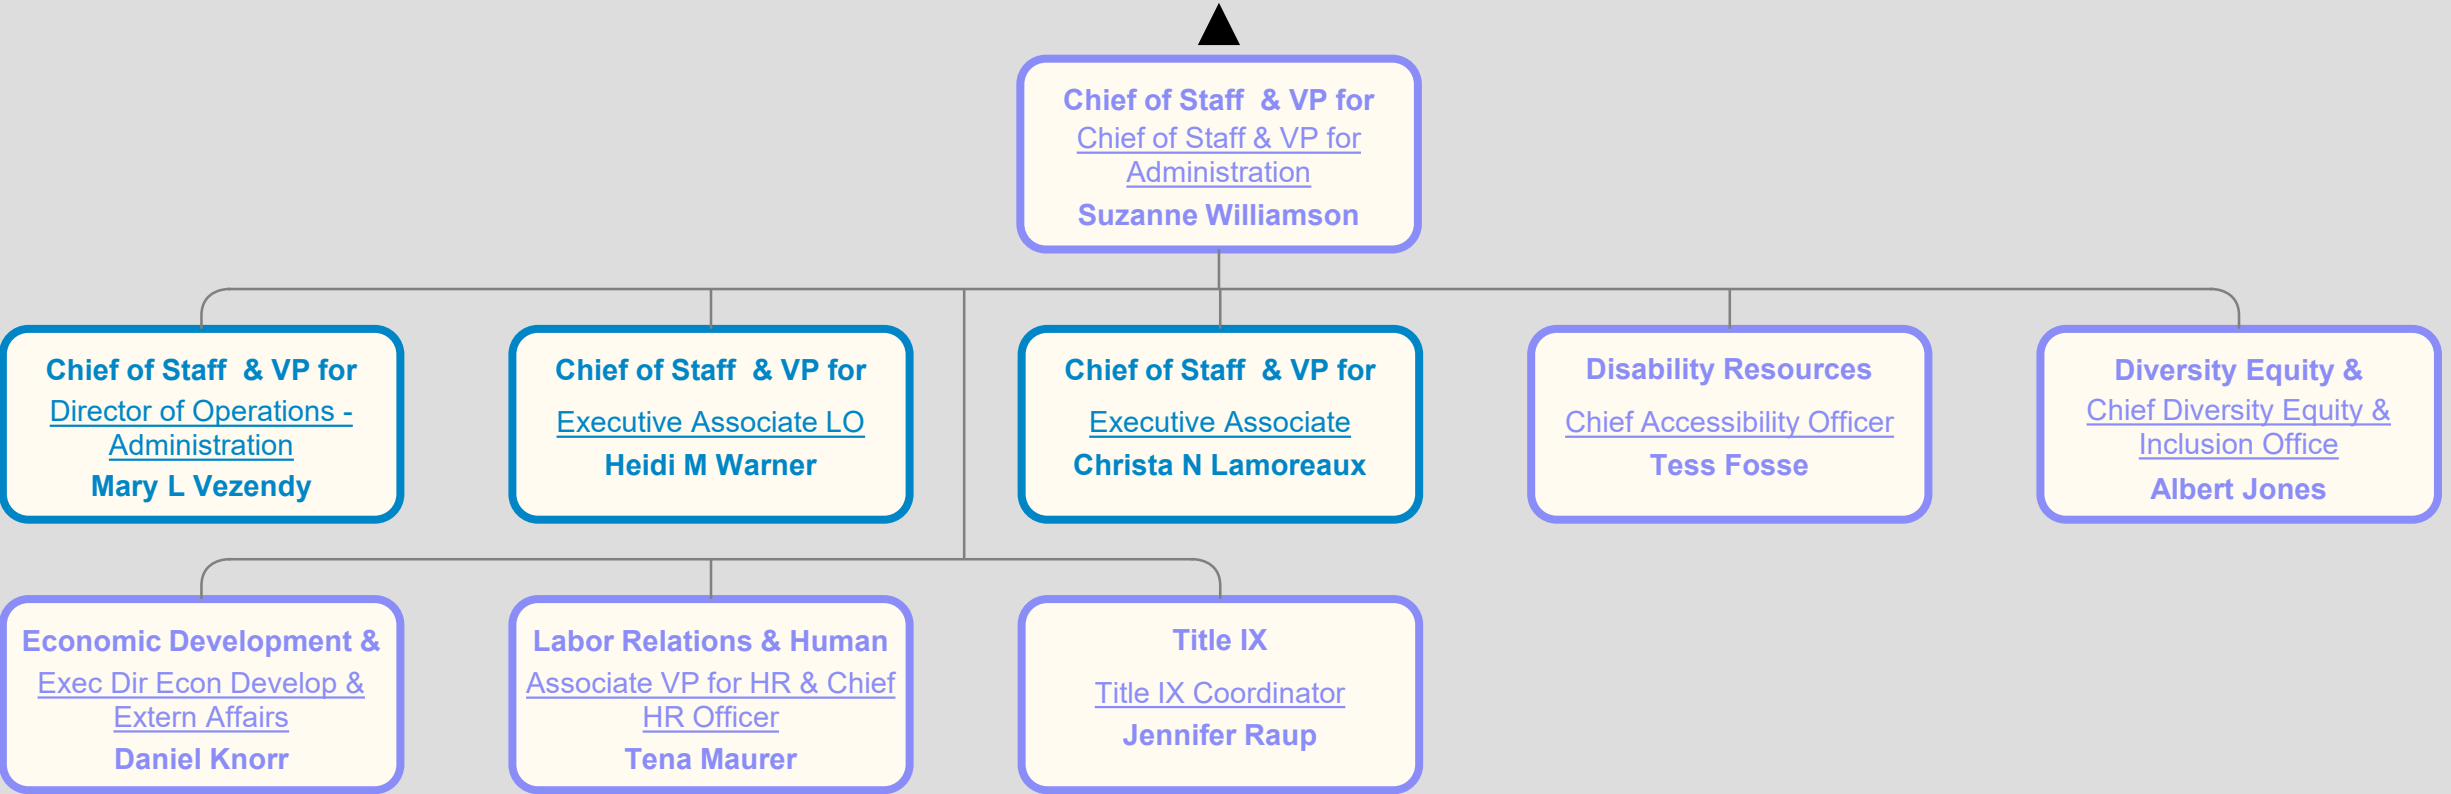 Chief of Staff  & VP for
Chief of Staff & VP for
Administration
Suzanne Williamson
Chief of Staff  & VP for
Director of Operations -
Administration
Mary L Vezendy
Chief of Staff  & VP for
Executive Associate LO
Heidi M Warner
Chief of Staff  & VP for
Executive Associate
Christa N Lamoreaux
Disability Resources
Chief Accessibility Officer
Tess Fosse
Diversity Equity &
Chief Diversity Equity &
Inclusion Office
Albert Jones
Economic Development &
Exec Dir Econ Develop &
Extern Affairs
Daniel Knorr
Labor Relations & Human
Associate VP for HR & Chief
HR Officer
Tena Maurer
Title IX
Title IX Coordinator
Jennifer Raup